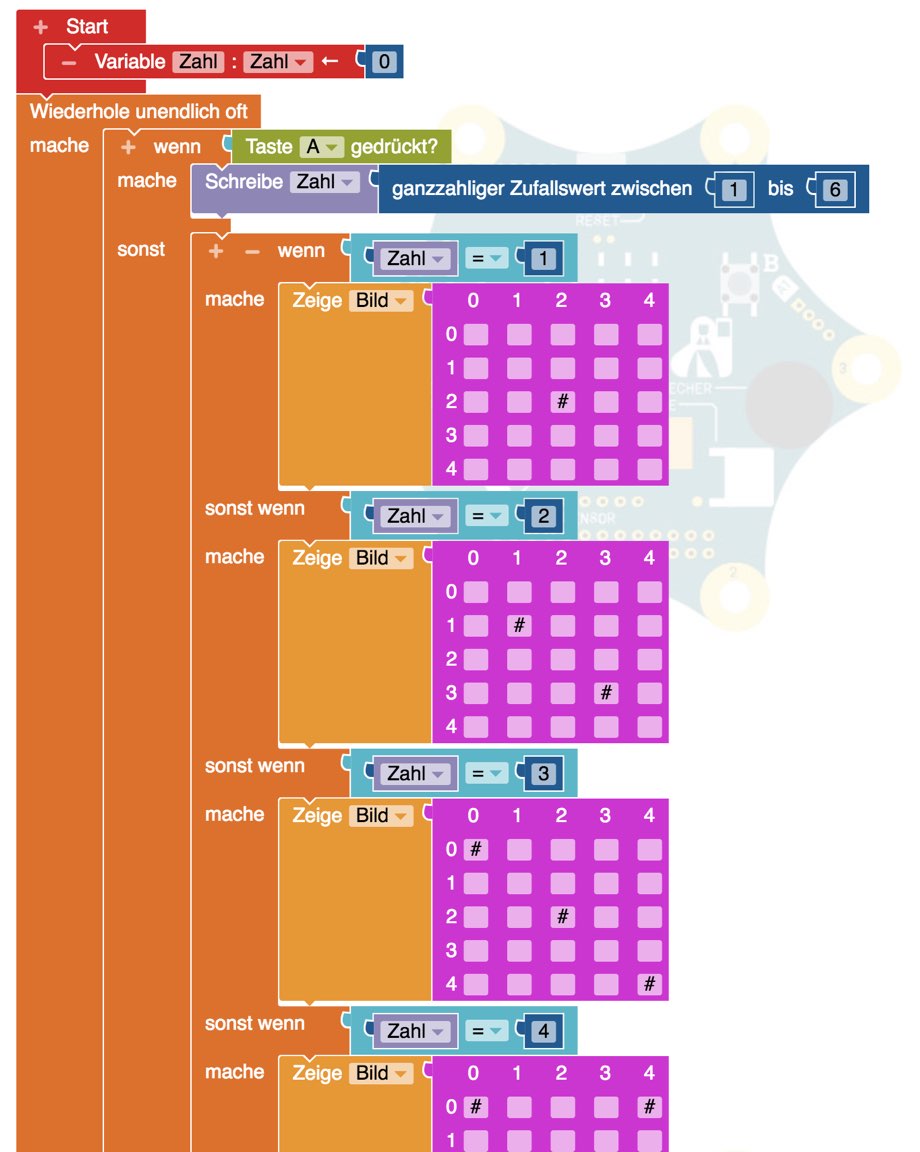 + Start
− Variable Zahl : Zahl ← 0
Wiederhole unendlich oft
mache + wenn Taste A gedrückt?
mache Schreibe Zahl ganzzahliger Zufallswert zwischen 1 bis 6
RESET
sonst + − wenn Zahl = 1
B
mache Zeige Bild 0 1 2 3 4
0
1
3
2 #
3
4
sonst wenn Zahl = 2
mache Zeige Bild 0 1 2 3 4
2
0
1 #
2
3 #
4
sonst wenn Zahl = 3
mache Zeige Bild 0 1 2 3 4
0 #
1
2 #
3
4 #
sonst wenn Zahl = 4
mache Zeige Bild 0 1 2 3 4
0 # #
1